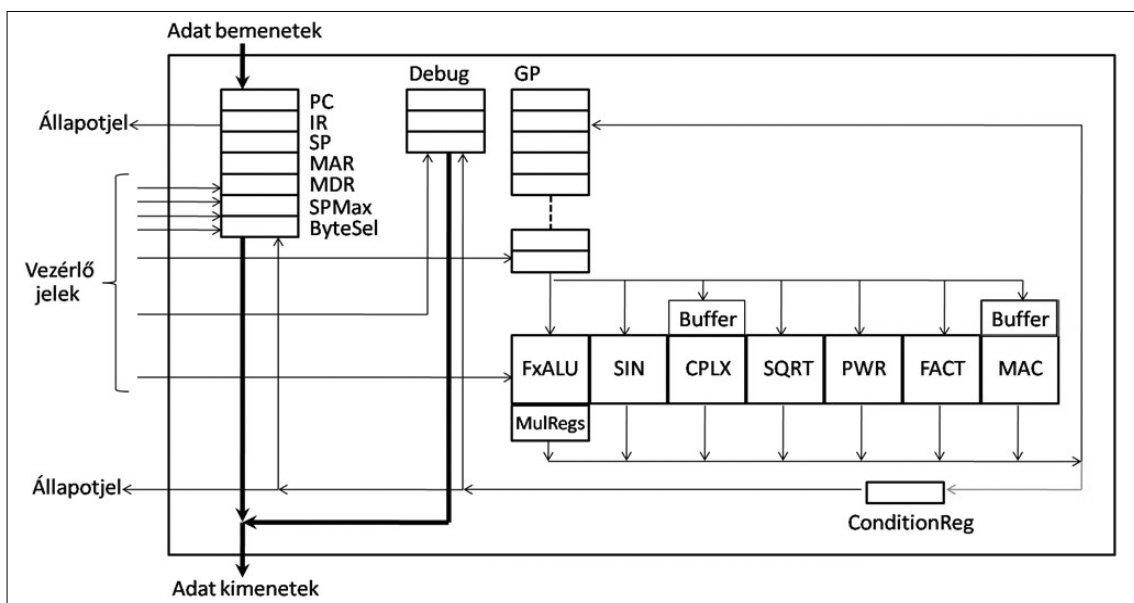 Adat bemenetek
Debug
GP
PC
Állapotjel
IR
SP
MAR
MDR
SPMax
ByteSel
Vezérlő
jelek
Buffer
Buffer
FxALU
SIN
CPLX
SQRT
PWR
FACT
MAC
MulRegs
Állapotjel
ConditionReg
Adat kimenetek